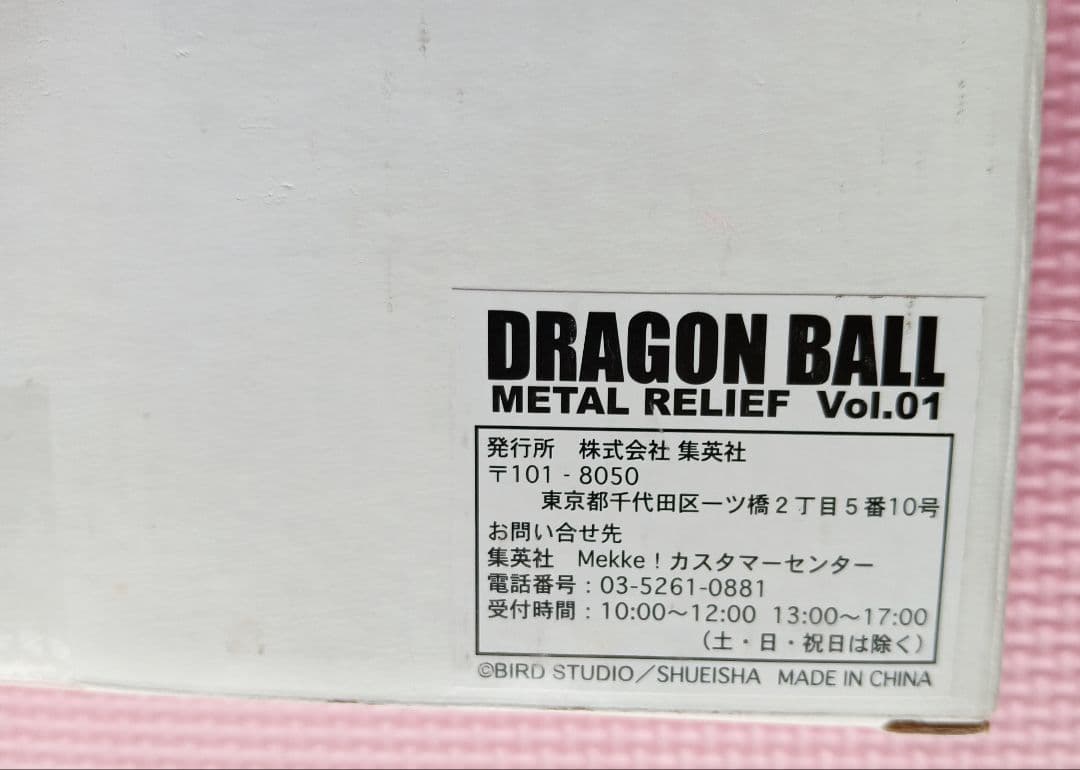 DRAGON BALL
METAL RELIEF Vol.01
発行所 株式会社 集英社
〒101 - 8050
東京都千代田区一ツ橋2丁目5番10号
お問い合せ先
集英社 Mekke！カスタマーセンター
電話番号：03-5261-0881
受付時間：10:00～12:00 13:00～17:00
（土・日・祝日は除く）
©BIRD STUDIO／SHUEISHA MADE IN CHINA